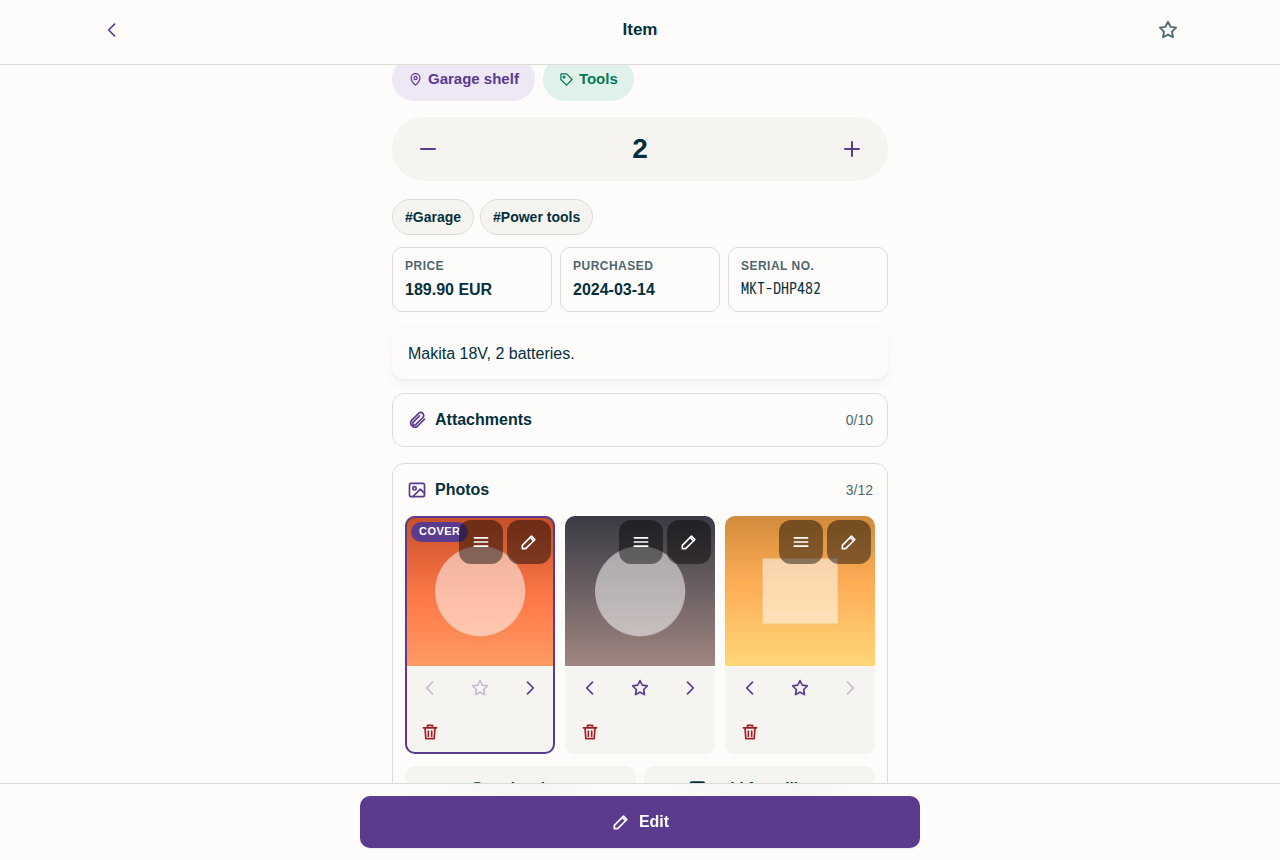 Item
Garage shelf
Tools
2
#Garage
#Power tools
PRICE
189.90 EUR
PURCHASED
2024-03-14
SERIAL NO.
MKT-DHP482
Makita 18V, 2 batteries.
Attachments
0/10
Photos
3/12
COVER
Edit